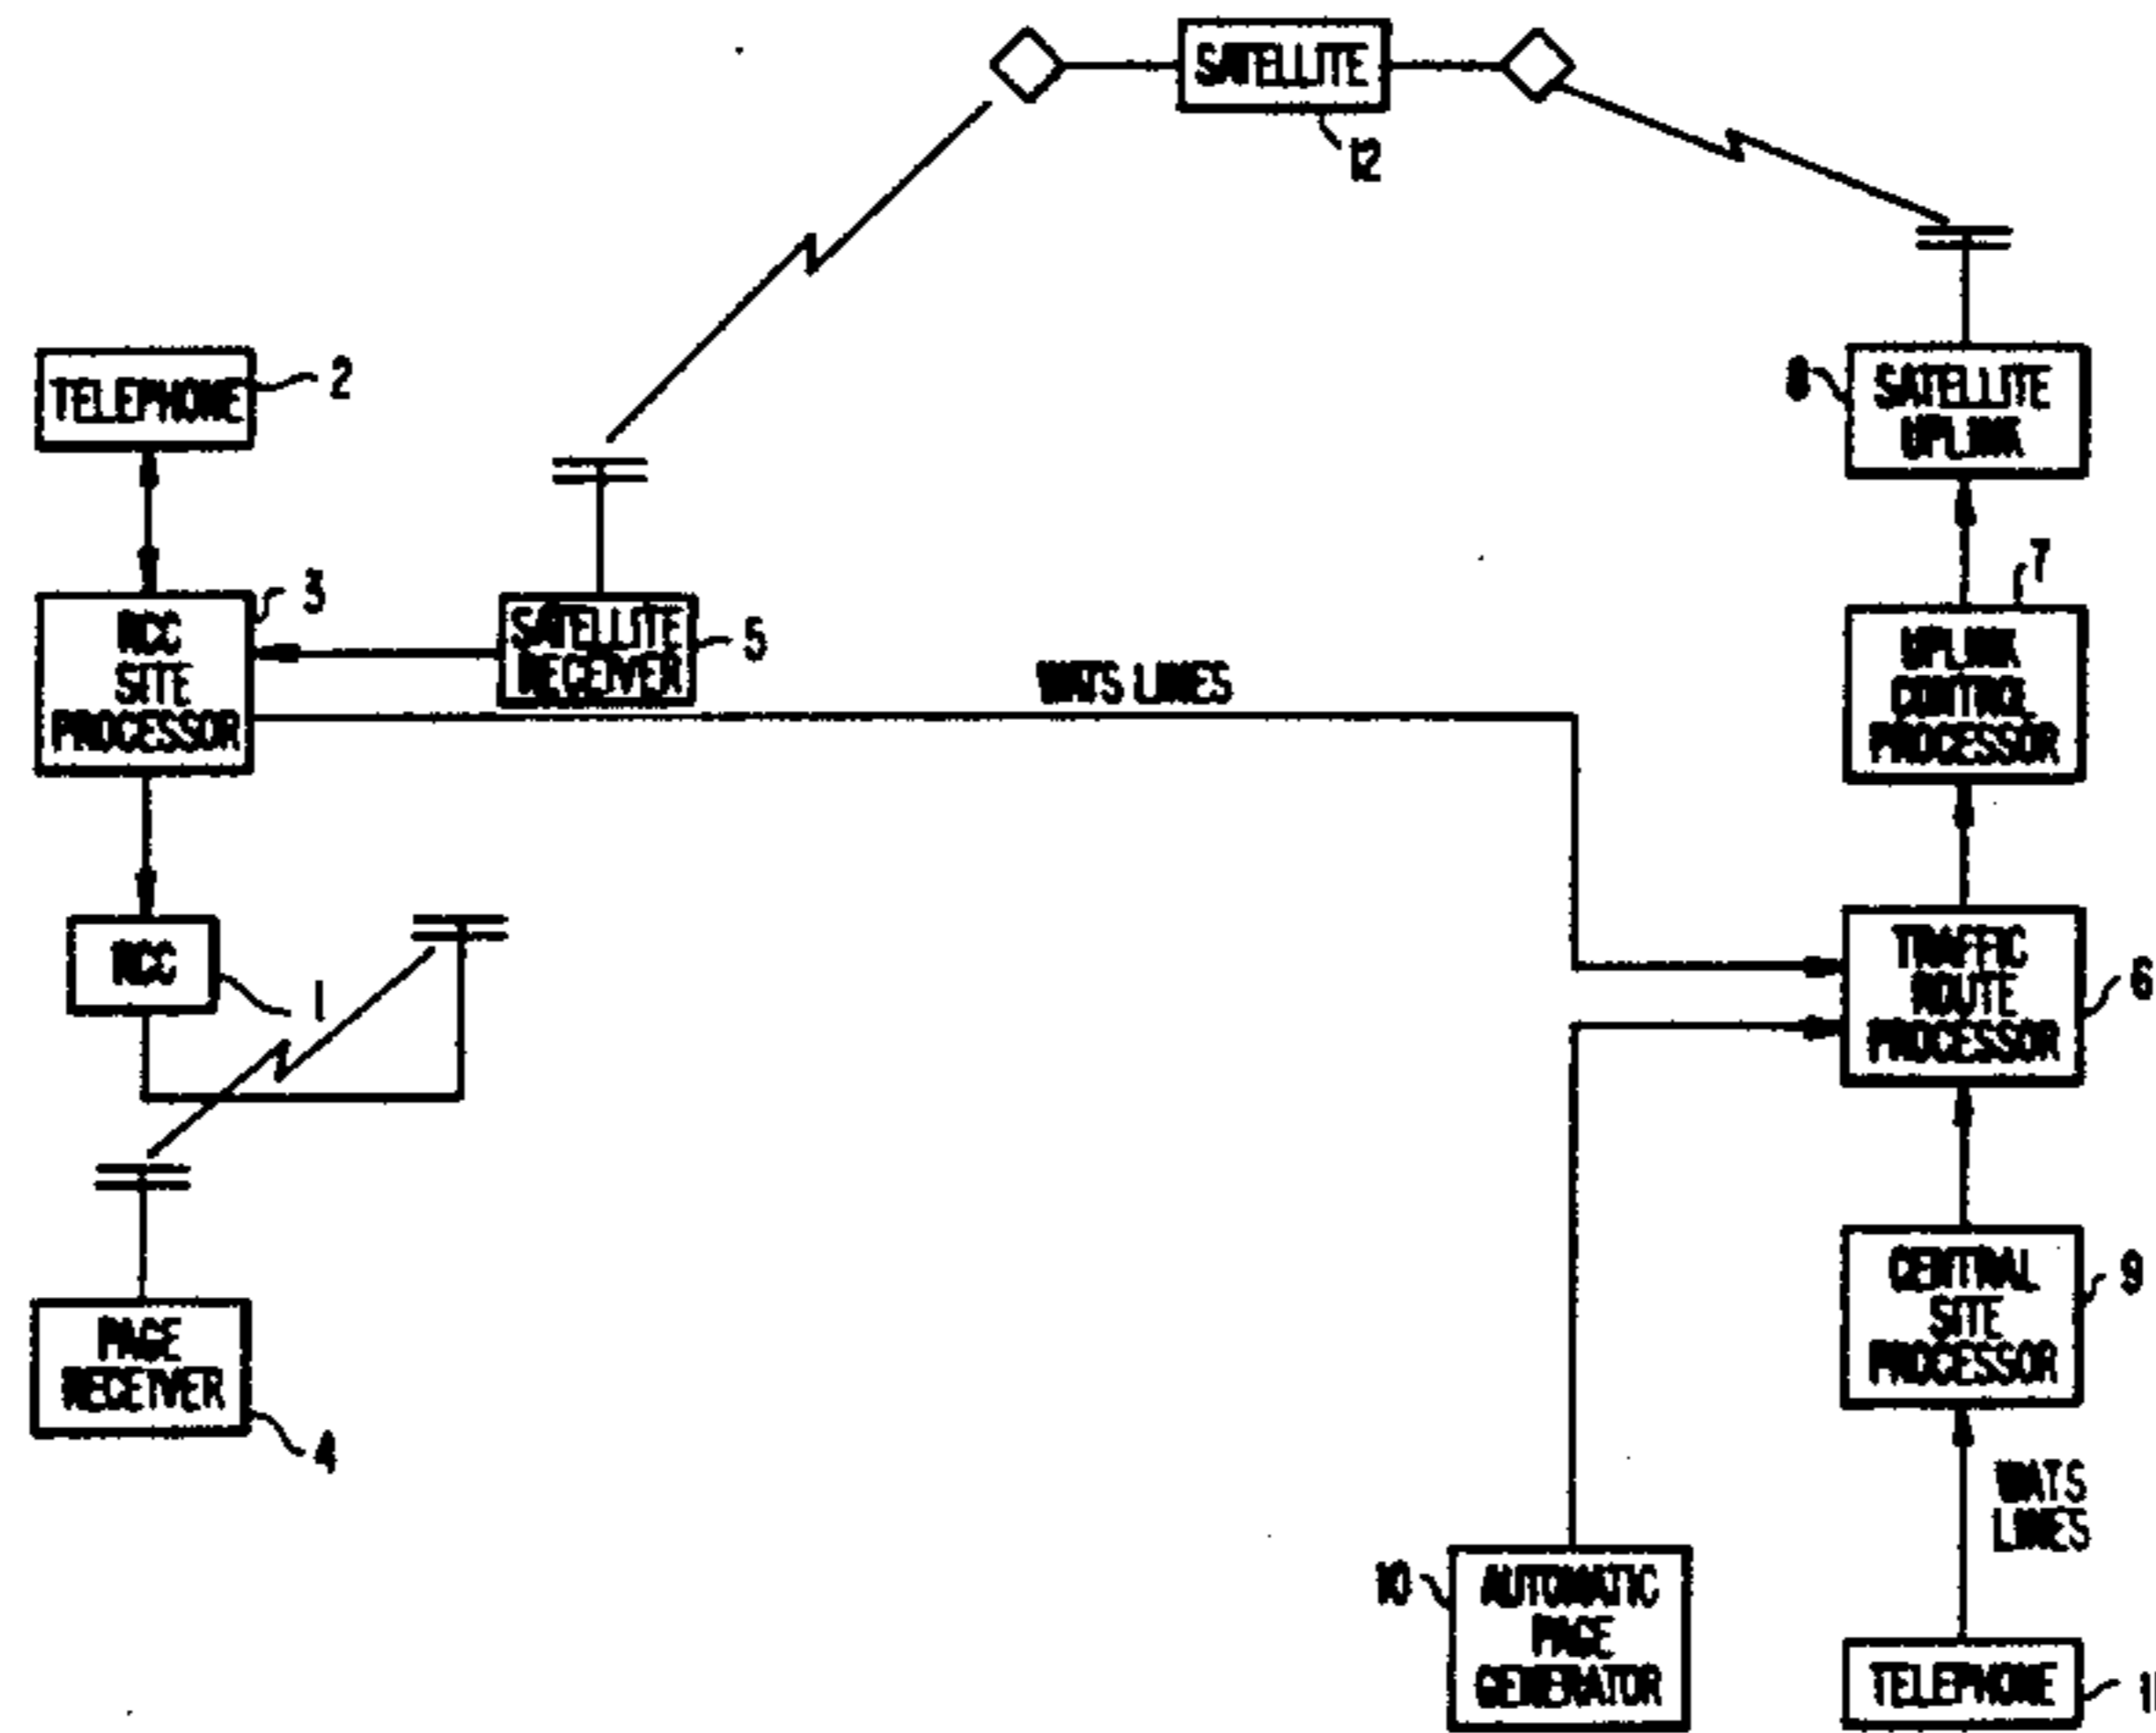 SATELLITE
12
TELEPHONE
2
8
SATELLITE
UPLINK
7
RCC
SITE
PROCESSOR
3
SATELLITE
RECEIVER
5
WATS LINES
UPLINK
CONTROL
PROCESSOR
RCC
1
TRAFFIC
ROUTE
PROCESSOR
6
PAGE
RECEIVER
4
CENTRAL
SITE
PROCESSOR
9
WATS
LINES
10
AUTOMATIC
PAGE
GENERATOR
TELEPHONE